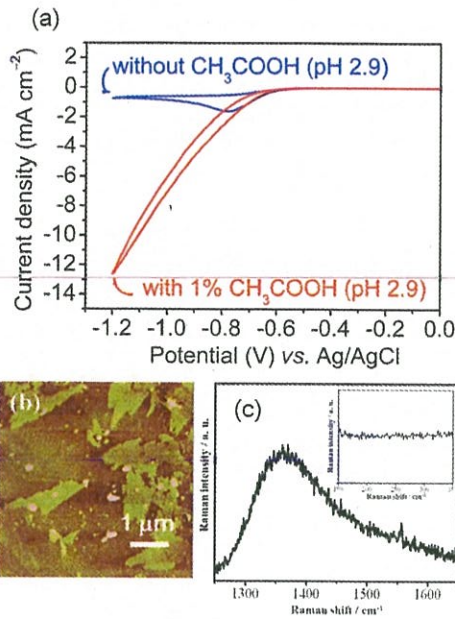 (a)
2
0
-2
-4
-6
-8
-10
-12
-14
Current density (mA cm⁻²)
without CH₃COOH (pH 2.9)
with 1% CH₃COOH (pH 2.9)
-1.2 -1.0 -0.8 -0.6 -0.4 -0.2 0.0
Potential (V) vs. Ag/AgCl
(b)
1 μm
(c)
Raman intensity / a. u.
Raman intensity / a. u.
Raman shift / cm⁻¹
1300 1400 1500 1600
Raman shift / cm⁻¹